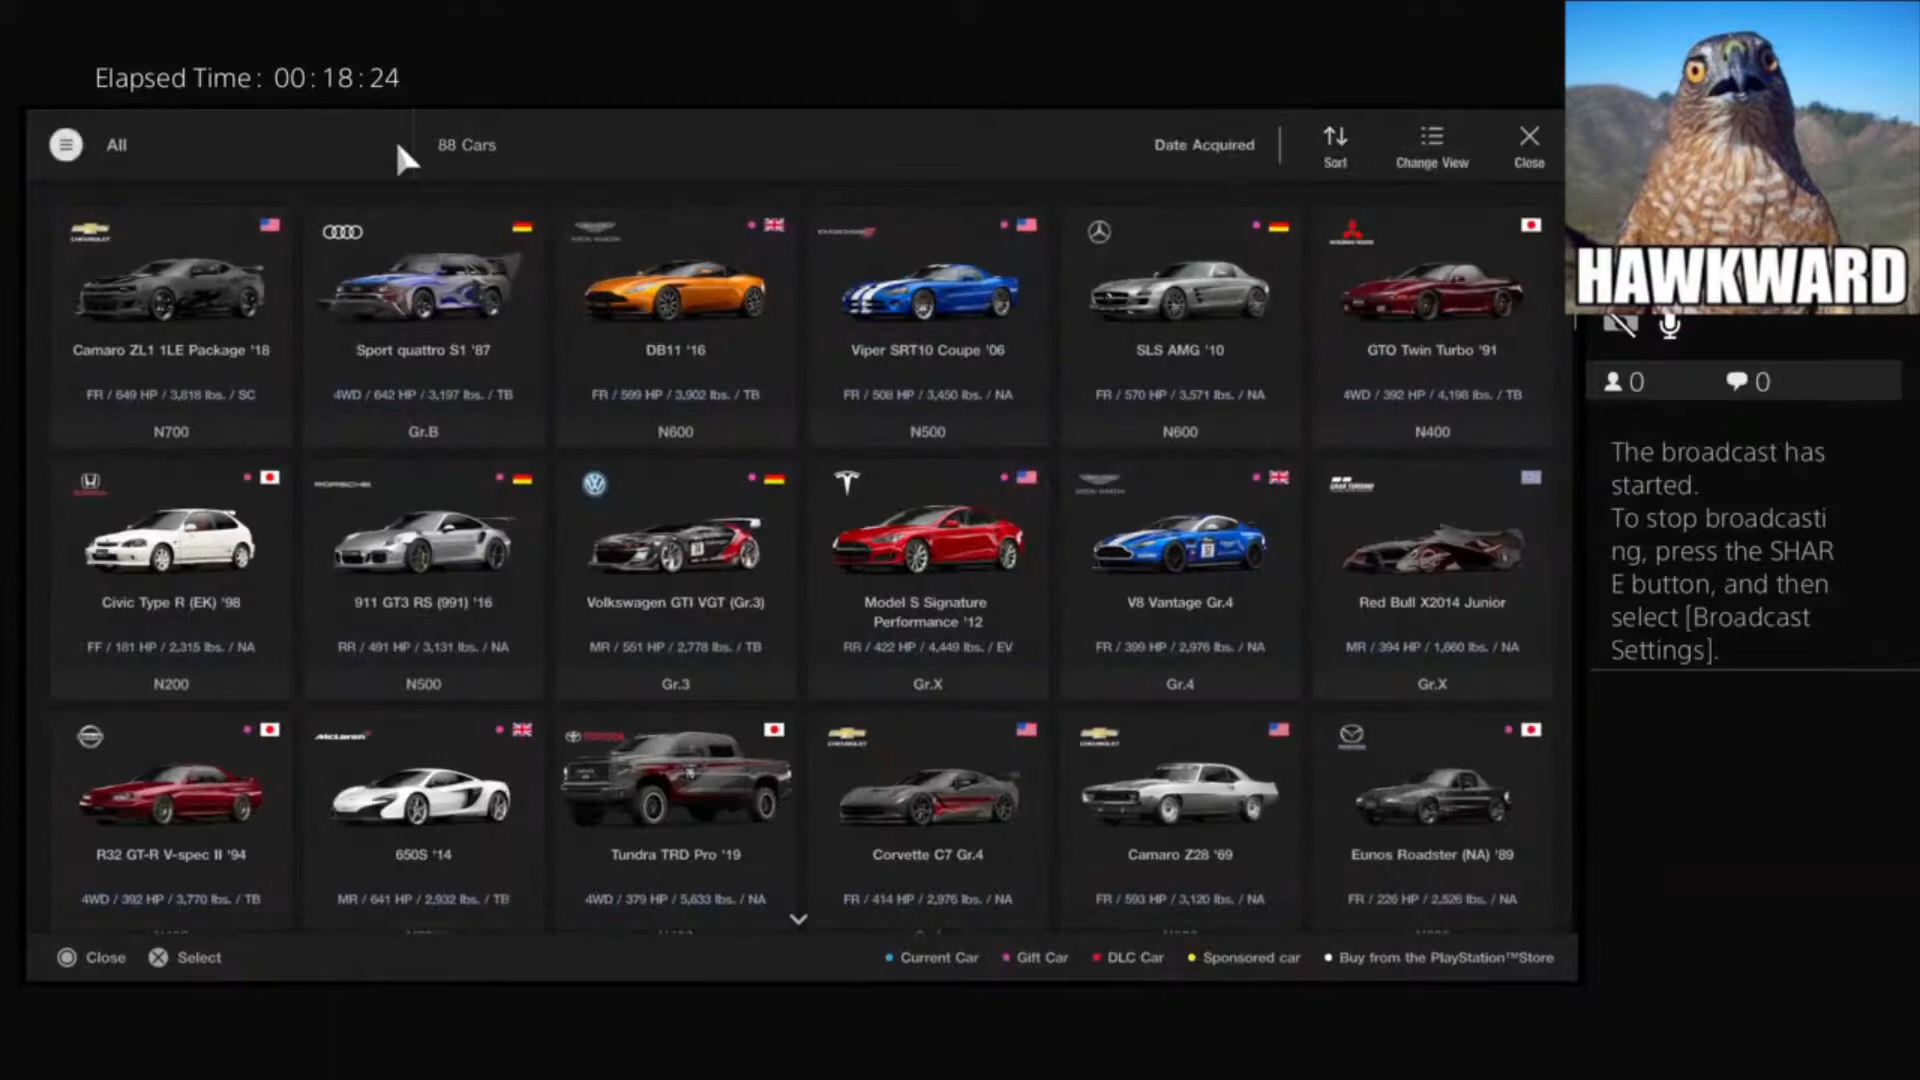 Elapsed Time: 00:18:24
All
88 Cars
Date Acquired
Sort
Change View
Close
HAWKWARD
CHEVROLET
Camaro ZL1 1LE Package '18
FR / 649 HP / 3,818 lbs. / SC
N700
Sport quattro S1 '87
4WD / 642 HP / 3,197 lbs. / TB
Gr.B
ASTON MARTIN
DB11 '16
FR / 599 HP / 3,902 lbs. / TB
N600
Viper SRT10 Coupe '06
FR / 508 HP / 3,450 lbs. / NA
N500
SLS AMG '10
FR / 570 HP / 3,571 lbs. / NA
N600
GTO Twin Turbo '91
4WD / 392 HP / 4,198 lbs. / TB
N400
0
0
The broadcast has
started.
To stop broadcasti
ng, press the SHAR
E button, and then
select [Broadcast
Settings].
Civic Type R (EK) '98
FF / 181 HP / 2,315 lbs. / NA
N200
PORSCHE
911 GT3 RS (991) '16
RR / 491 HP / 3,131 lbs. / NA
N500
Volkswagen GTI VGT (Gr.3)
MR / 551 HP / 2,778 lbs. / TB
Gr.3
Model S Signature
Performance '12
RR / 422 HP / 4,449 lbs. / EV
Gr.X
ASTON MARTIN
V8 Vantage Gr.4
FR / 399 HP / 2,976 lbs. / NA
Gr.4
GRAN TURISMO
Red Bull X2014 Junior
MR / 394 HP / 1,660 lbs. / NA
Gr.X
R32 GT-R V-spec II '94
4WD / 392 HP / 3,770 lbs. / TB
McLaren
650S '14
MR / 641 HP / 2,932 lbs. / TB
TOYOTA
Tundra TRD Pro '19
4WD / 379 HP / 5,633 lbs. / NA
CHEVROLET
Corvette C7 Gr.4
FR / 414 HP / 2,976 lbs. / NA
CHEVROLET
Camaro Z28 '69
FR / 593 HP / 3,120 lbs. / NA
Eunos Roadster (NA) '89
FR / 226 HP / 2,526 lbs. / NA
Close
Select
Current Car
Gift Car
DLC Car
Sponsored car
Buy from the PlayStation™Store